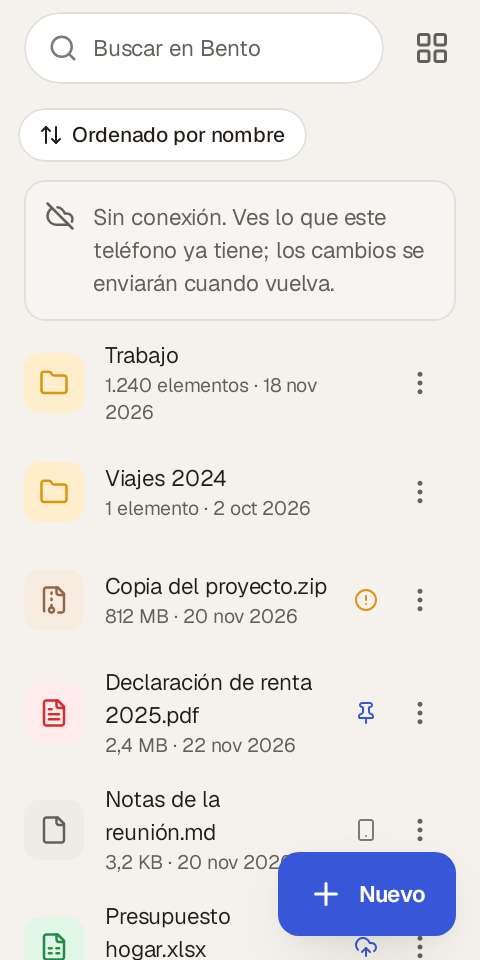 Buscar en Bento
Ordenado por nombre
Sin conexión. Ves lo que este
teléfono ya tiene; los cambios se
enviarán cuando vuelva.
Trabajo
1.240 elementos · 18 nov
2026
Viajes 2024
1 elemento · 2 oct 2026
Copia del proyecto.zip
812 MB · 20 nov 2026
Declaración de renta
2025.pdf
2,4 MB · 22 nov 2026
Notas de la
reunión.md
3,2 KB · 20 nov 2026
Nuevo
Presupuesto
hogar.xlsx